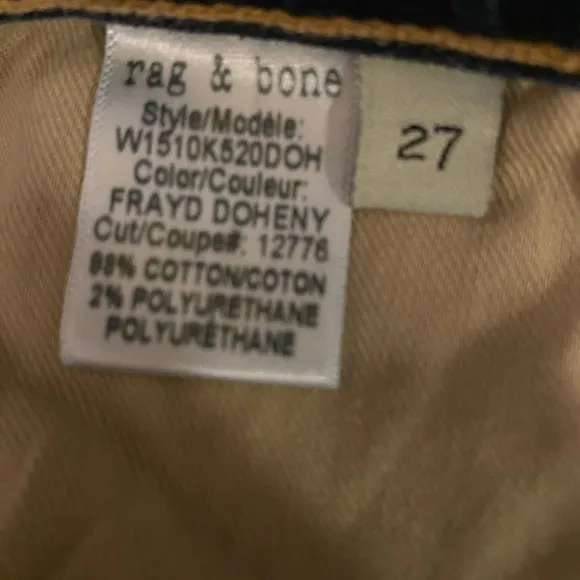 rag & bone
27
Style/Modèle:
W1510K520DOH
Color/Couleur:
FRAYD DOHENY
Cut/Coupe#: 12776
98% COTTON/COTON
2% POLYURETHANE
POLYURÉTHANE